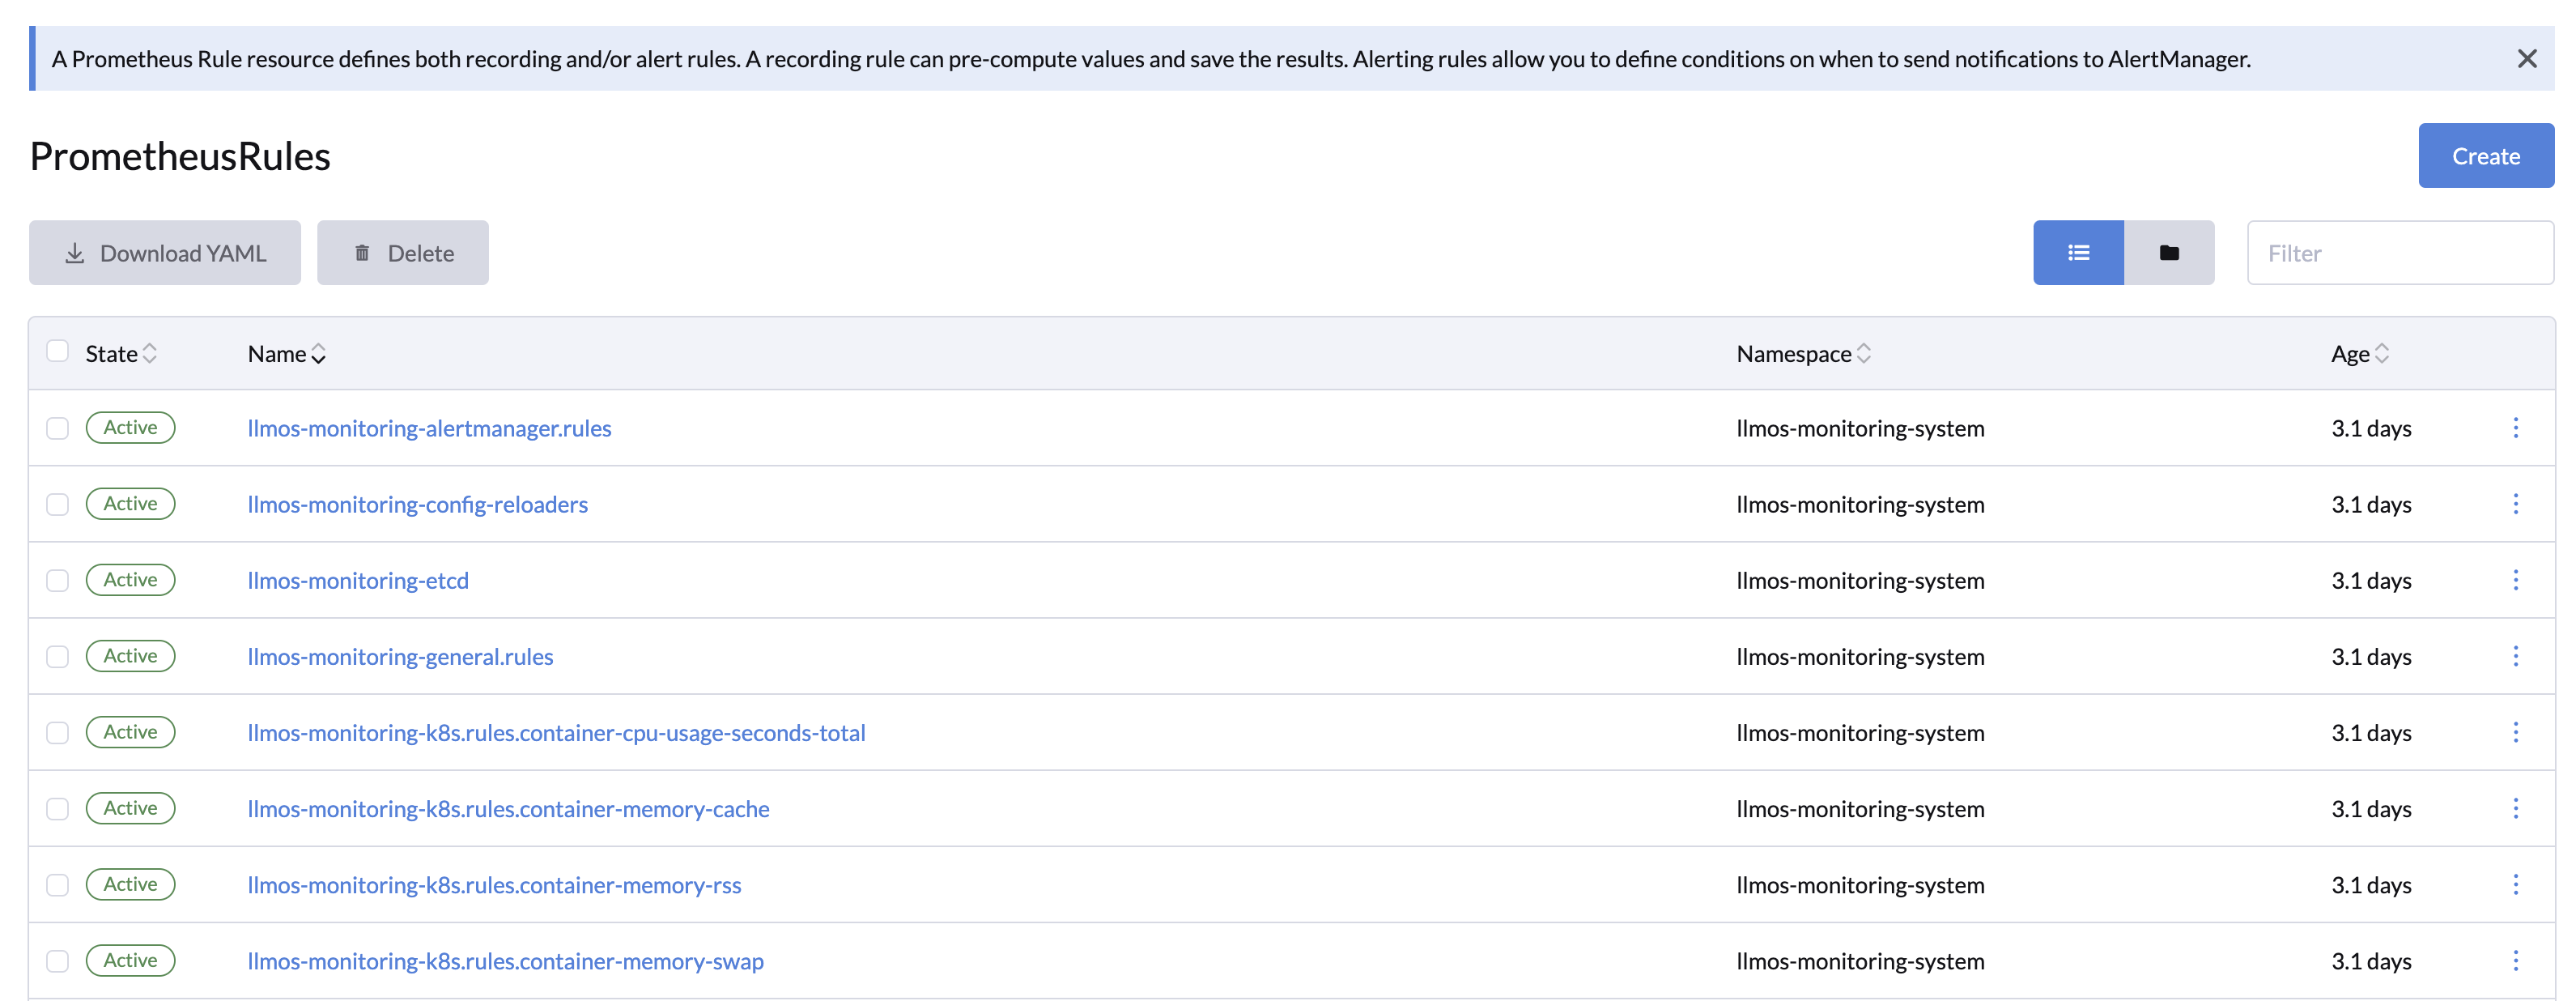 A Prometheus Rule resource defines both recording and/or alert rules. A recording rule can pre-compute values and save the results. Alerting rules allow you to define conditions on when to send notifications to AlertManager.
PrometheusRules
Create
Download YAML Delete
Filter
State Name Namespace Age
Active llmos-monitoring-alertmanager.rules llmos-monitoring-system 3.1 days
Active llmos-monitoring-config-reloaders llmos-monitoring-system 3.1 days
Active llmos-monitoring-etcd llmos-monitoring-system 3.1 days
Active llmos-monitoring-general.rules llmos-monitoring-system 3.1 days
Active llmos-monitoring-k8s.rules.container-cpu-usage-seconds-total llmos-monitoring-system 3.1 days
Active llmos-monitoring-k8s.rules.container-memory-cache llmos-monitoring-system 3.1 days
Active llmos-monitoring-k8s.rules.container-memory-rss llmos-monitoring-system 3.1 days
Active llmos-monitoring-k8s.rules.container-memory-swap llmos-monitoring-system 3.1 days